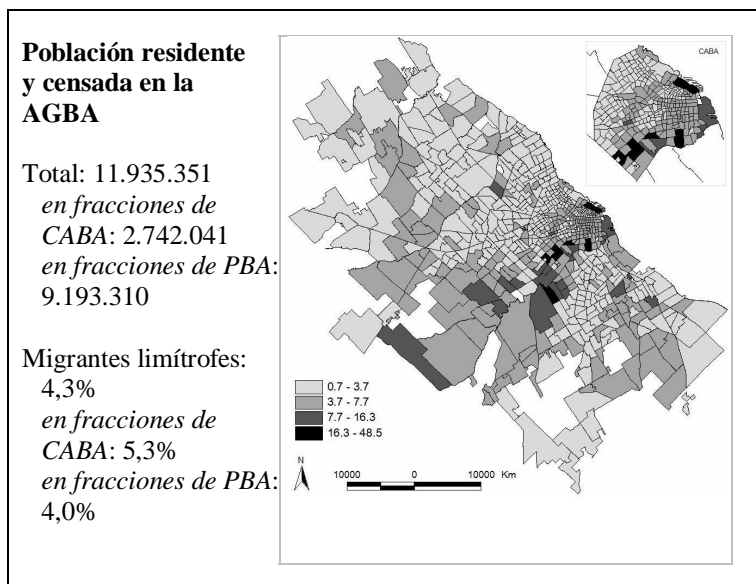 Población residente
y censada en la
AGBA
Total: 11.935.351
en fracciones de
CABA: 2.742.041
en fracciones de PBA:
9.193.310
Migrantes limítrofes:
4,3%
en fracciones de
CABA: 5,3%
en fracciones de PBA:
4,0%
CABA
0.7 - 3.7
3.7 - 7.7
7.7 - 16.3
16.3 - 48.5
N
10000 0 10000 Km